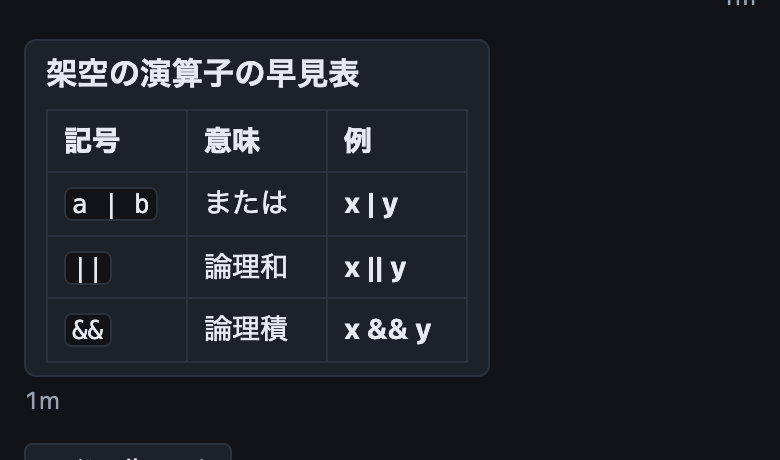 架空の演算子の早見表
記号 意味 例
a | b または x | y
|| 論理和 x || y
&& 論理積 x && y
1m